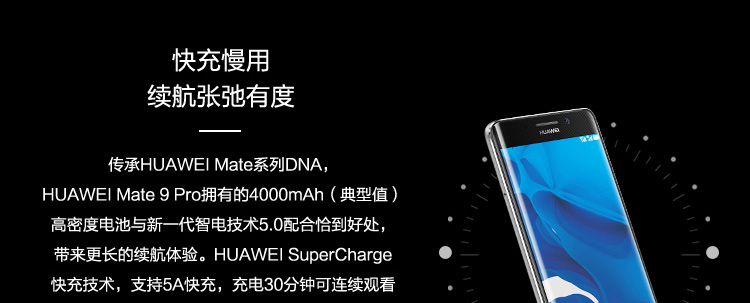 快充慢用
续航张弛有度
传承HUAWEI Mate系列DNA，
HUAWEI Mate 9 Pro拥有的4000mAh（典型值）
高密度电池与新一代智电技术5.0配合恰到好处，
带来更长的续航体验。HUAWEI SuperCharge
快充技术，支持5A快充，充电30分钟可连续观看
HUAWEI